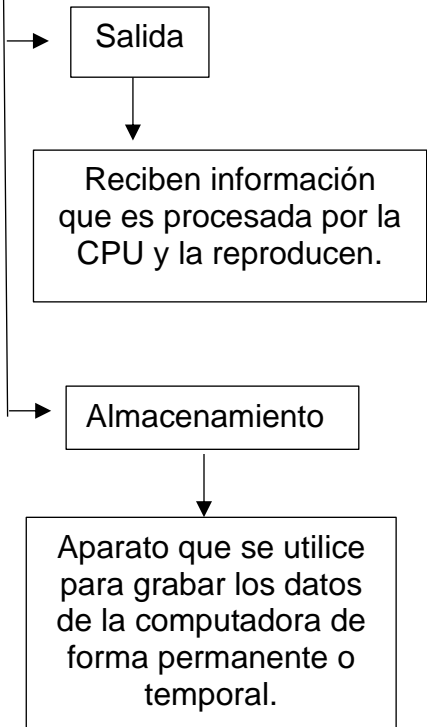 Salida
Reciben información
que es procesada por la
CPU y la reproducen.
Almacenamiento
Aparato que se utilice
para grabar los datos
de la computadora de
forma permanente o
temporal.